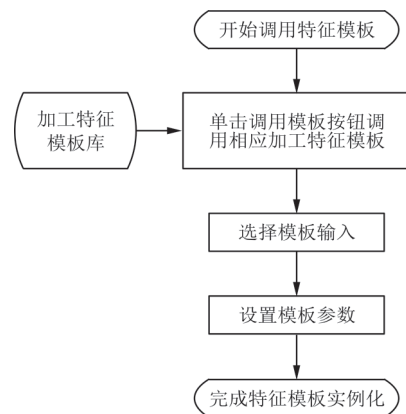 开始调用特征模板
加工特征
模板库
单击调用模板按钮调
用相应加工特征模板
选择模板输入
设置模板参数
完成特征模板实例化